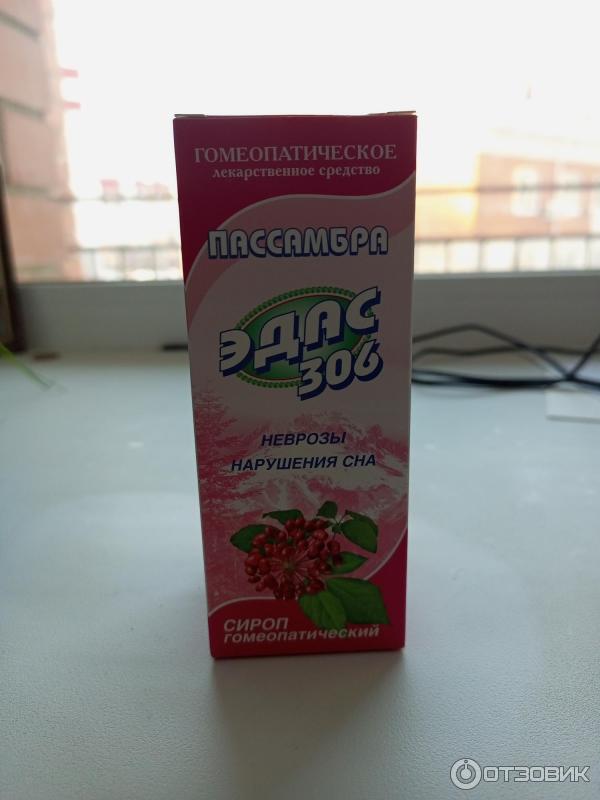 ГОМЕОПАТИЧЕСКОЕ
лекарственное средство
ПАССАМБРА
ЭДАС
306
НЕВРОЗЫ
НАРУШЕНИЯ СНА
СИРОП
гомеопатический
ОТЗОВИК